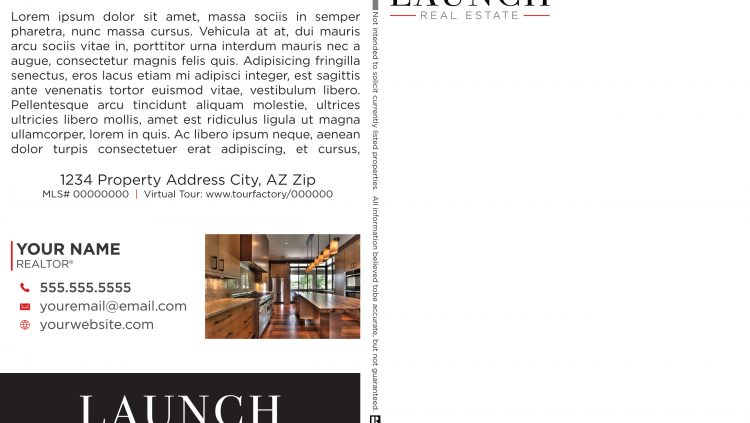 Lorem ipsum dolor sit amet, massa sociis in semper
pharetra, nunc massa cursus. Vehicula at at, dui mauris
arcu sociis vitae in, porttitor urna interdum mauris nec a
augue, consectetur magnis felis quis. Adipisicing fringilla
senectus, eros lacus etiam mi adipisci integer, est sagittis
ante venenatis tortor euismod vitae, vestibulum libero.
Pellentesque arcu tincidunt aliquam molestie, ultrices
ultricies libero mollis, amet est ridiculus ligula ut magna
ullamcorper, lorem in quis. Ac libero ipsum neque, aenean
dolor turpis consectetuer erat adipiscing, et cursus,
1234 Property Address City, AZ Zip
MLS# 00000000 | Virtual Tour: www.tourfactory/000000
YOUR NAME
REALTOR®
555.555.5555
youremail@email.com
yourwebsite.com
LAUNCH
Not intended to solicit currently listed properties. All information believed tobe accurate, but not guaranteed.
LAUNCH
REAL ESTATE